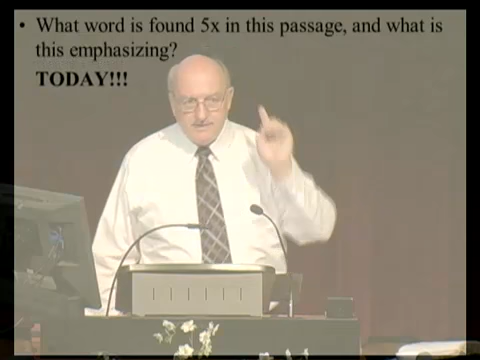 • What word is found 5x in this passage, and what is
this emphasizing?
TODAY!!!